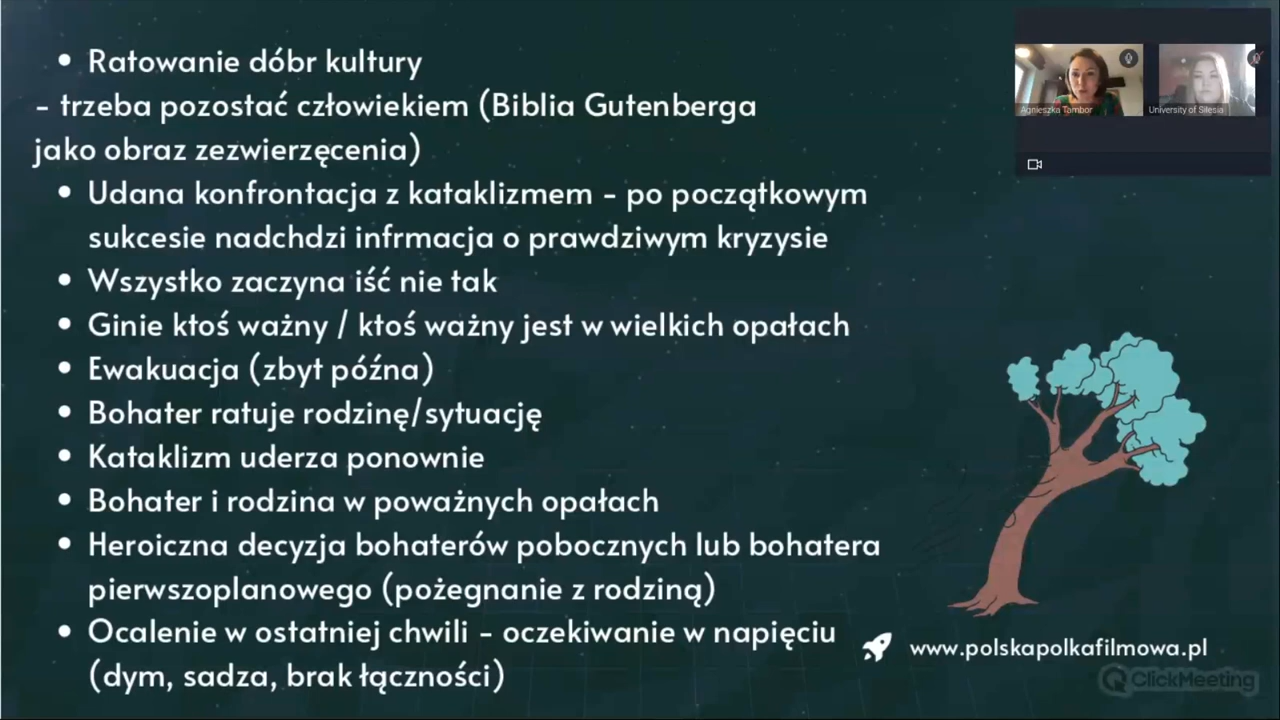 Ratowanie dóbr kultury
- trzeba pozostać człowiekiem (Biblia Gutenberga
jako obraz zezwierzęcenia)
Udana konfrontacja z kataklizmem - po początkowym
sukcesie nadchdzi infrmacja o prawdziwym kryzysie
Wszystko zaczyna iść nie tak
Ginie ktoś ważny / ktoś ważny jest w wielkich opałach
Ewakuacja (zbyt późna)
Bohater ratuje rodzinę/sytuację
Kataklizm uderza ponownie
Bohater i rodzina w poważnych opałach
Heroiczna decyzja bohaterów pobocznych lub bohatera
pierwszoplanowego (pożegnanie z rodziną)
Ocalenie w ostatniej chwili - oczekiwanie w napięciu
(dym, sadza, brak łączności)
Agnieszka Tambor
University of Silesia
www.polskapolkafilmowa.pl
ClickMeeting